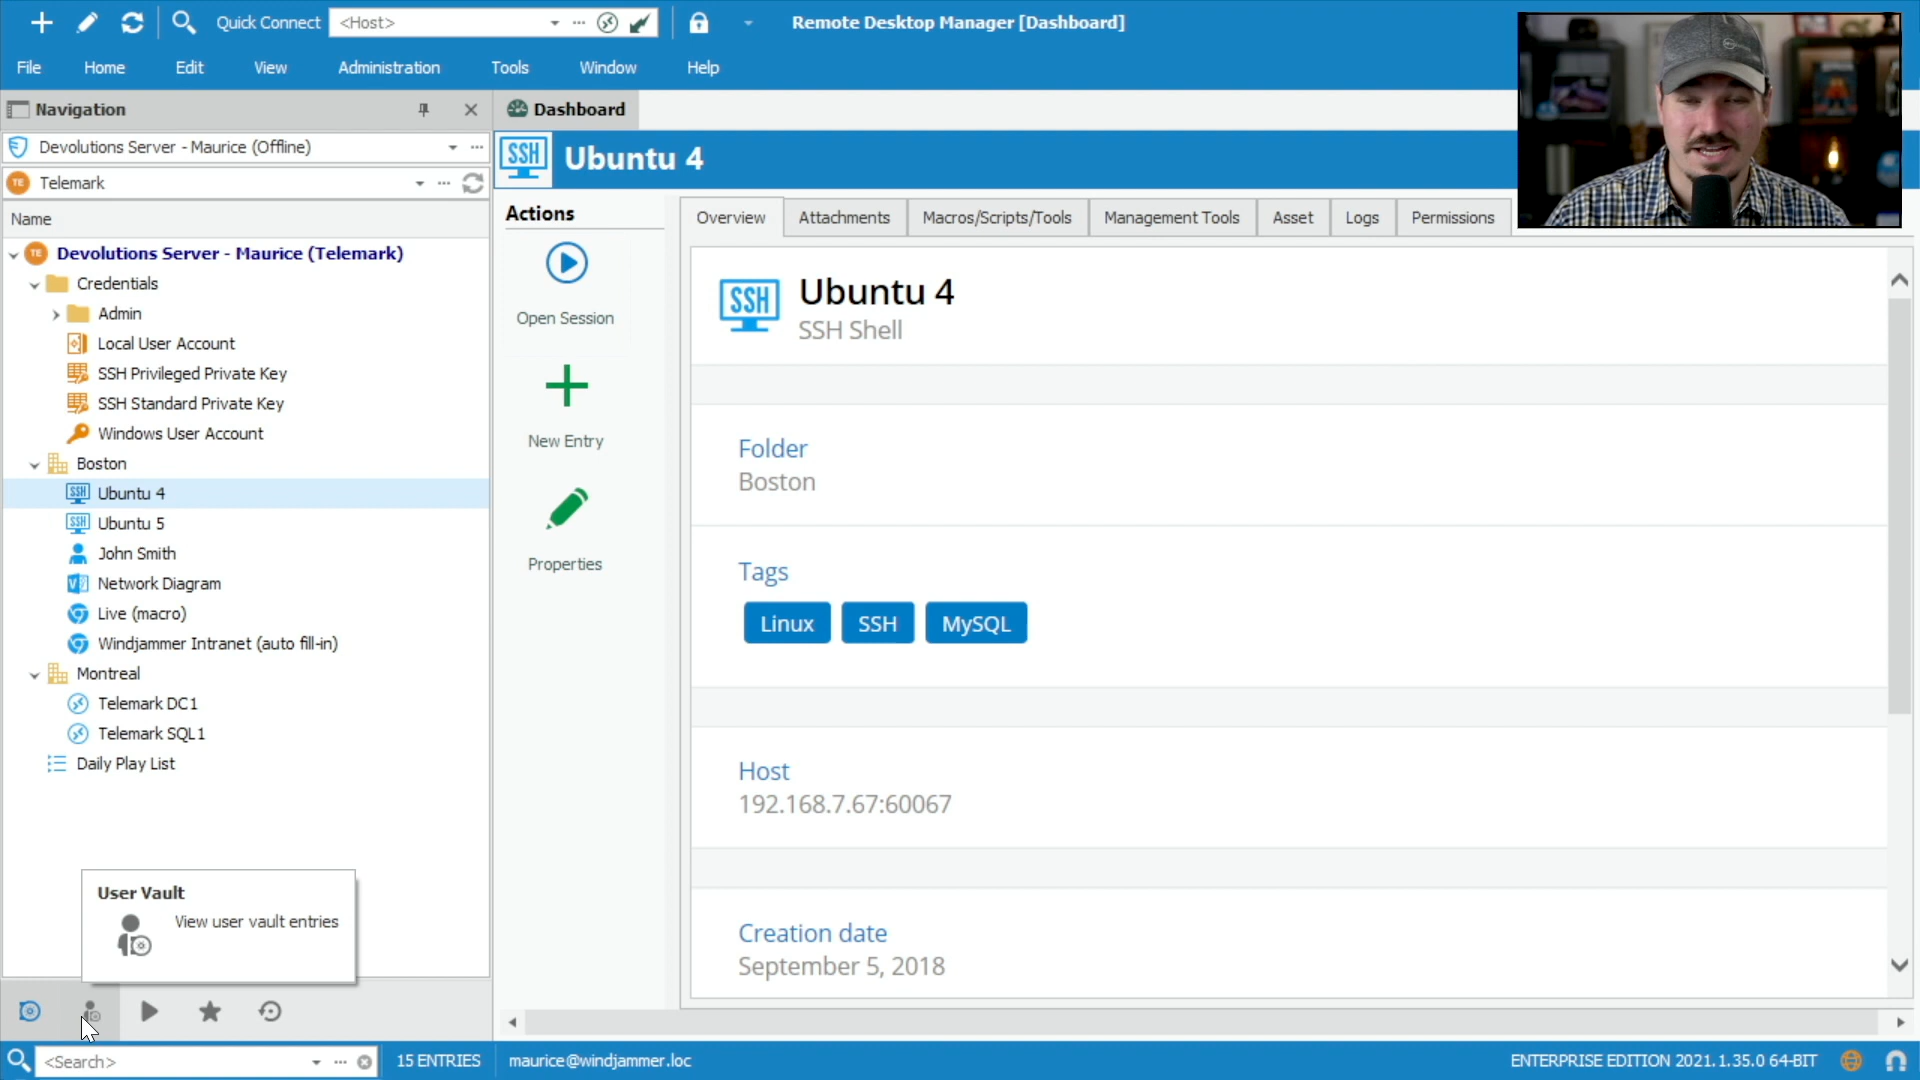 Quick Connect
<Host>
Remote Desktop Manager [Dashboard]
File
Home
Edit
View
Administration
Tools
Window
Help
Navigation
Dashboard
Devolutions Server - Maurice (Offline)
TE
Telemark
Name
TE
Devolutions Server - Maurice (Telemark)
Credentials
Admin
Local User Account
SSH Privileged Private Key
SSH Standard Private Key
Windows User Account
Boston
SSH
Ubuntu 4
SSH
Ubuntu 5
John Smith
Network Diagram
Live (macro)
Windjammer Intranet (auto fill-in)
Montreal
Telemark DC1
Telemark SQL1
Daily Play List
User Vault
View user vault entries
SSH
Ubuntu 4
Actions
Open Session
New Entry
Properties
Overview
Attachments
Macros/Scripts/Tools
Management Tools
Asset
Logs
Permissions
SSH
Ubuntu 4
SSH Shell
Folder
Boston
Tags
Linux
SSH
MySQL
Host
192.168.7.67:60067
Creation date
September 5, 2018
<Search>
15 ENTRIES
maurice@windjammer.loc
ENTERPRISE EDITION 2021.1.35.0 64-BIT